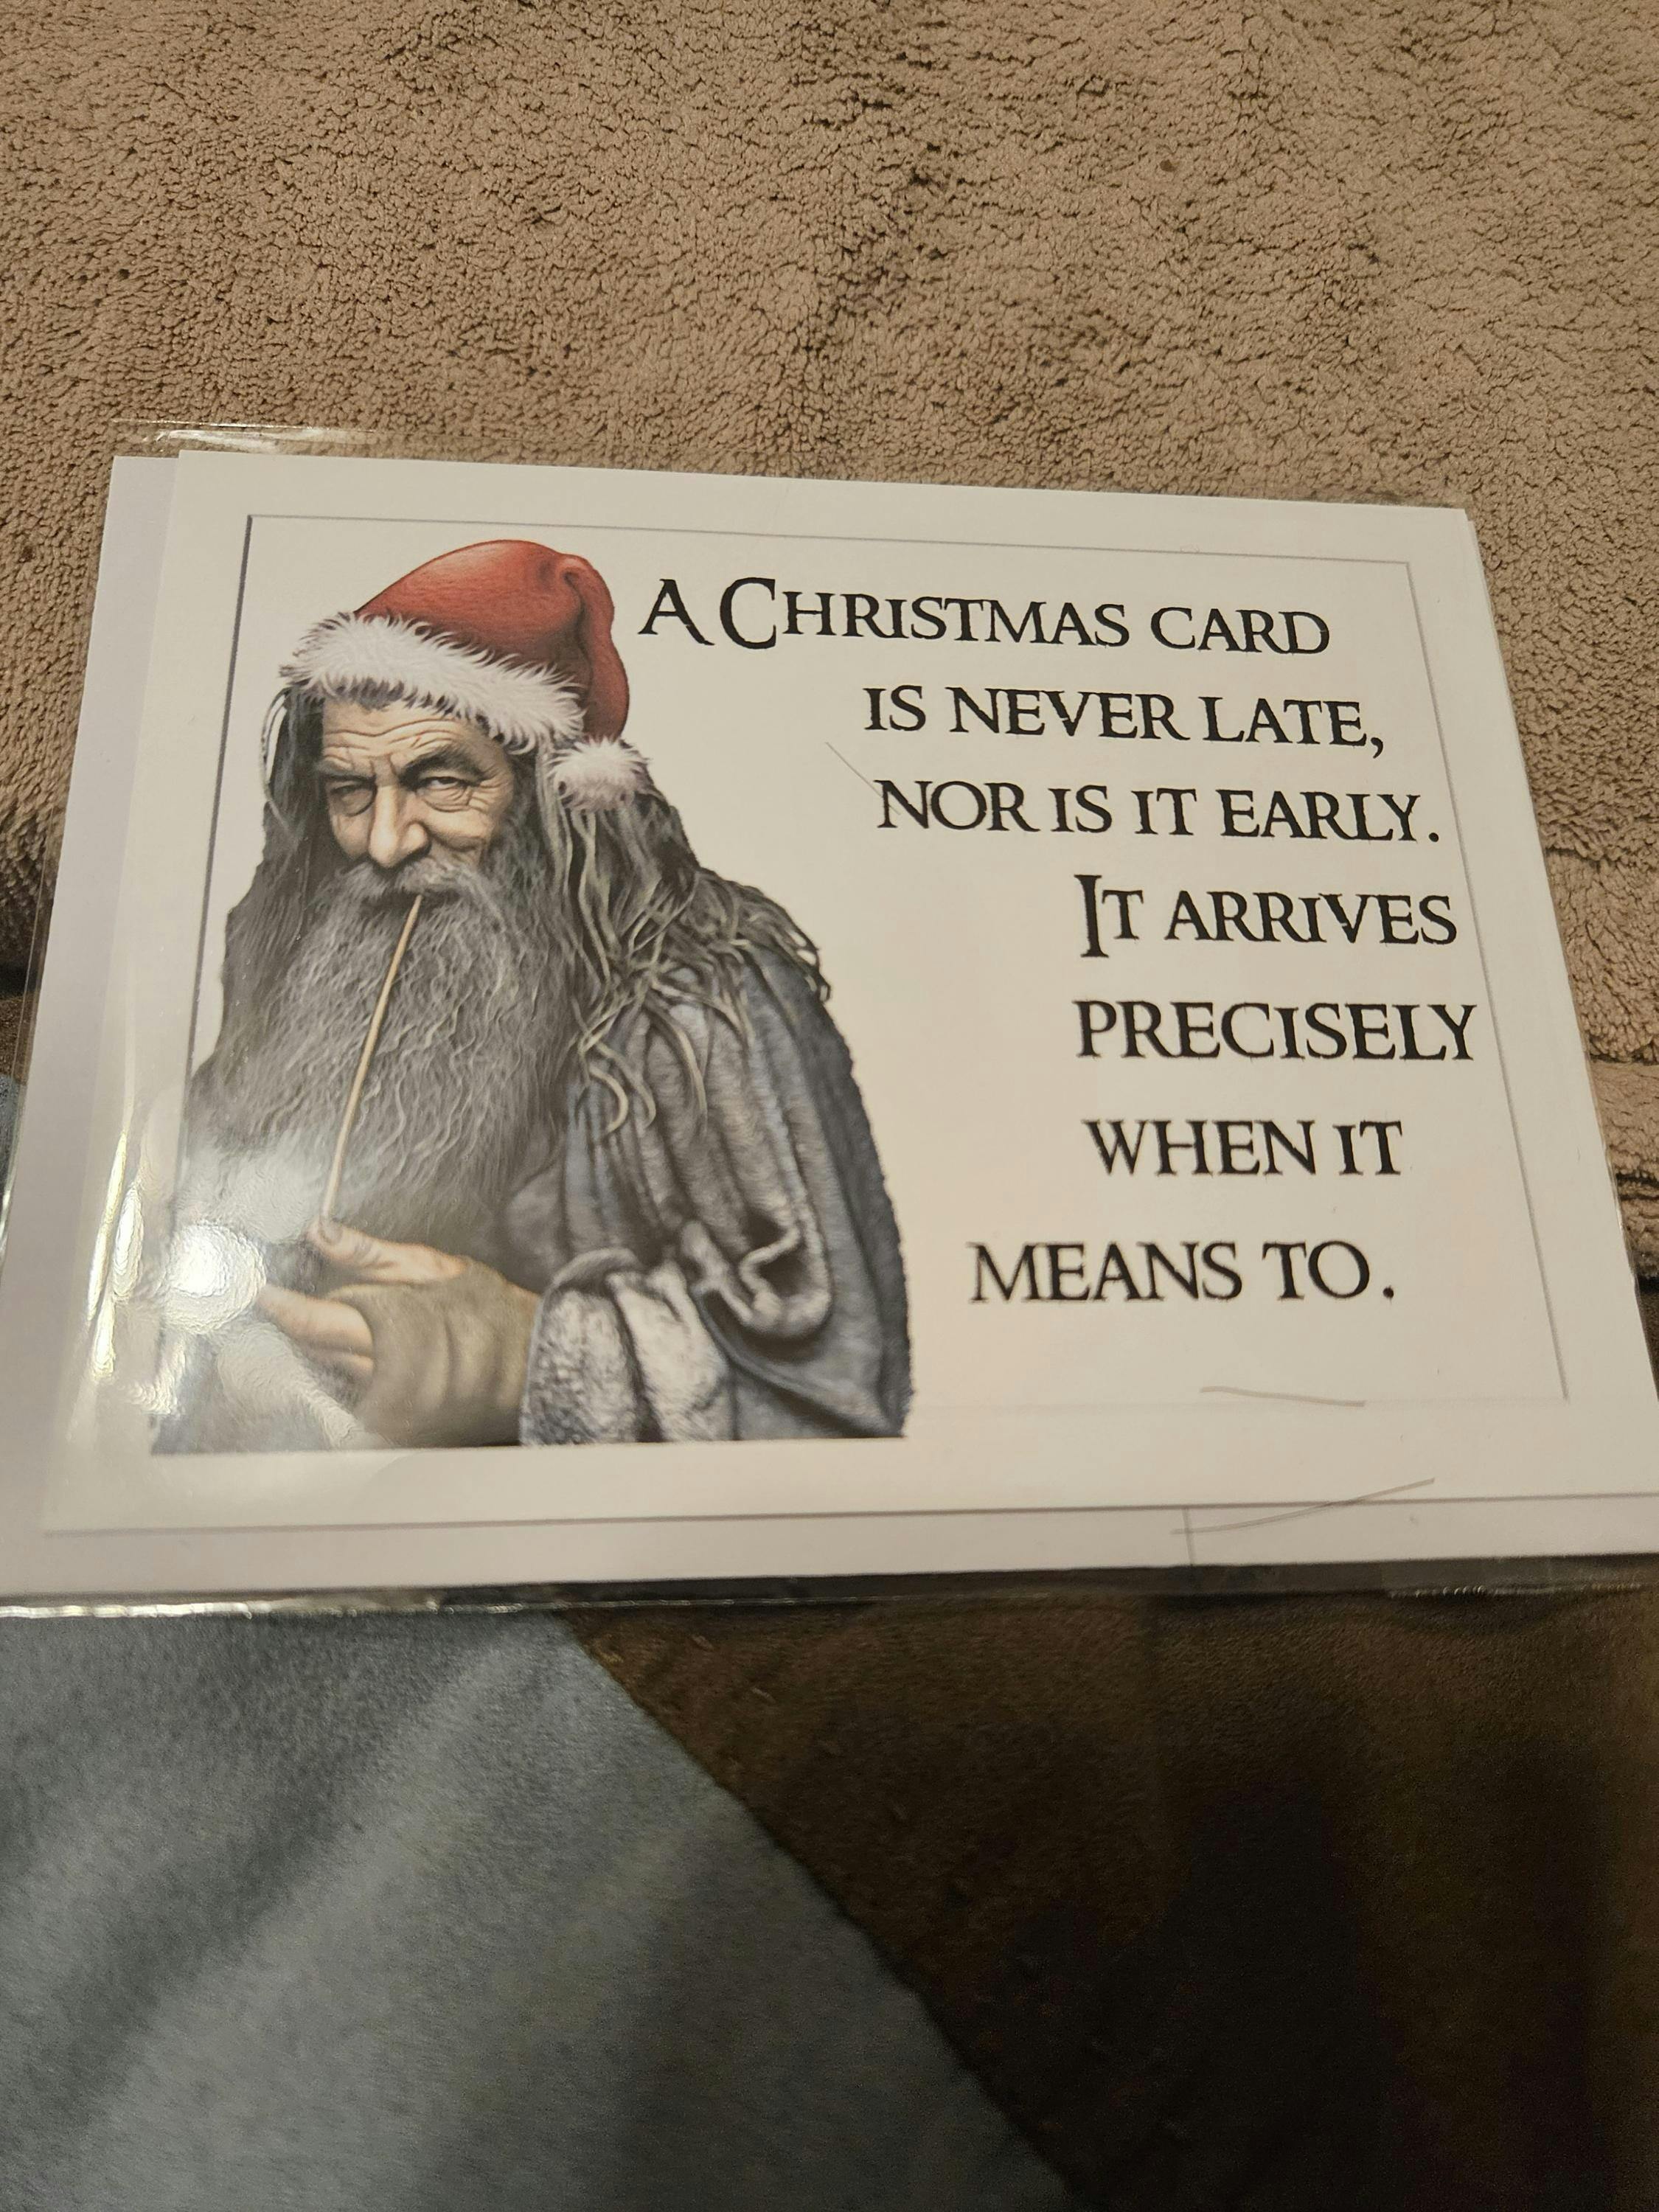 A CHRISTMAS CARD
IS NEVER LATE,
NOR IS IT EARLY.
IT ARRIVES
PRECISELY
WHEN IT
MEANS TO.